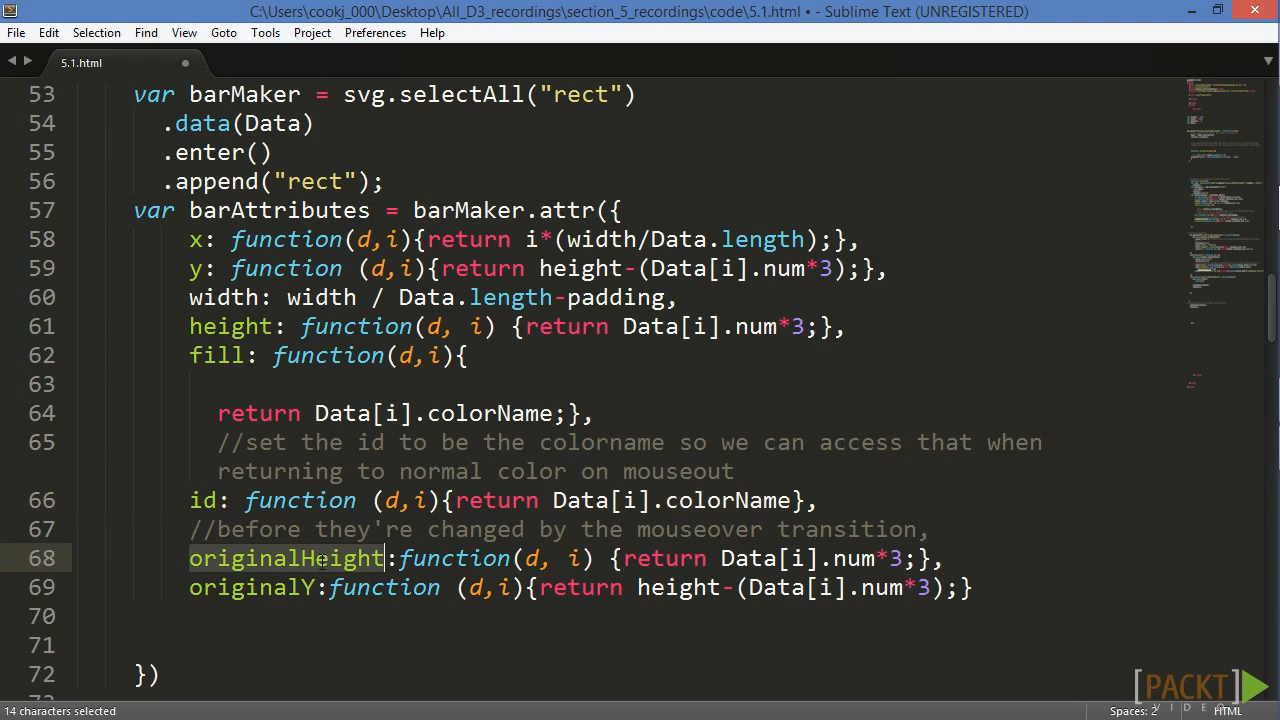 C:\Users\cookj_000\Desktop\All_D3_recordings\section_5_recordings\code\5.1.html • - Sublime Text (UNREGISTERED)
File Edit Selection Find View Goto Tools Project Preferences Help
5.1.html
53 var barMaker = svg.selectAll("rect")
54 .data(Data)
55 .enter()
56 .append("rect");
57 var barAttributes = barMaker.attr({
58 x: function(d,i){return i*(width/Data.length);},
59 y: function (d,i){return height-(Data[i].num*3);},
60 width: width / Data.length-padding,
61 height: function(d, i) {return Data[i].num*3;},
62 fill: function(d,i){
63
64 return Data[i].colorName;},
65 //set the id to be the colorname so we can access that when
returning to normal color on mouseout
66 id: function (d,i){return Data[i].colorName},
67 //before they're changed by the mouseover transition,
68 originalHeight:function(d, i) {return Data[i].num*3;},
69 originalY:function (d,i){return height-(Data[i].num*3);}
70
71
72 })
[PACKT]
VIDEO
14 characters selected Spaces: 2 HTML